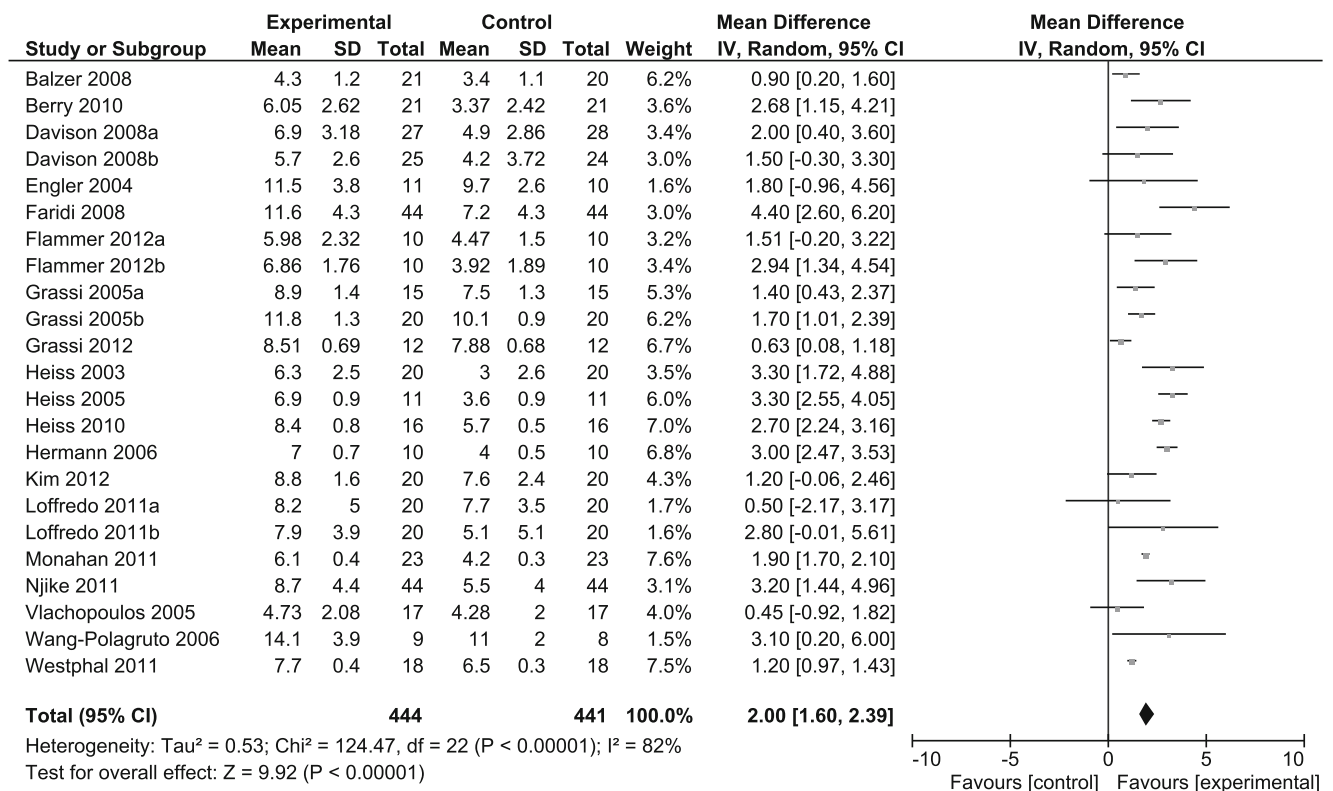 Experimental Control Mean Difference Mean Difference
Study or Subgroup Mean SD Total Mean SD Total Weight IV, Random, 95% CI IV, Random, 95% CI
Balzer 2008 4.3 1.2 21 3.4 1.1 20 6.2% 0.90 [0.20, 1.60]
Berry 2010 6.05 2.62 21 3.37 2.42 21 3.6% 2.68 [1.15, 4.21]
Davison 2008a 6.9 3.18 27 4.9 2.86 28 3.4% 2.00 [0.40, 3.60]
Davison 2008b 5.7 2.6 25 4.2 3.72 24 3.0% 1.50 [-0.30, 3.30]
Engler 2004 11.5 3.8 11 9.7 2.6 10 1.6% 1.80 [-0.96, 4.56]
Faridi 2008 11.6 4.3 44 7.2 4.3 44 3.0% 4.40 [2.60, 6.20]
Flammer 2012a 5.98 2.32 10 4.47 1.5 10 3.2% 1.51 [-0.20, 3.22]
Flammer 2012b 6.86 1.76 10 3.92 1.89 10 3.4% 2.94 [1.34, 4.54]
Grassi 2005a 8.9 1.4 15 7.5 1.3 15 5.3% 1.40 [0.43, 2.37]
Grassi 2005b 11.8 1.3 20 10.1 0.9 20 6.2% 1.70 [1.01, 2.39]
Grassi 2012 8.51 0.69 12 7.88 0.68 12 6.7% 0.63 [0.08, 1.18]
Heiss 2003 6.3 2.5 20 3 2.6 20 3.5% 3.30 [1.72, 4.88]
Heiss 2005 6.9 0.9 11 3.6 0.9 11 6.0% 3.30 [2.55, 4.05]
Heiss 2010 8.4 0.8 16 5.7 0.5 16 7.0% 2.70 [2.24, 3.16]
Hermann 2006 7 0.7 10 4 0.5 10 6.8% 3.00 [2.47, 3.53]
Kim 2012 8.8 1.6 20 7.6 2.4 20 4.3% 1.20 [-0.06, 2.46]
Loffredo 2011a 8.2 5 20 7.7 3.5 20 1.7% 0.50 [-2.17, 3.17]
Loffredo 2011b 7.9 3.9 20 5.1 5.1 20 1.6% 2.80 [-0.01, 5.61]
Monahan 2011 6.1 0.4 23 4.2 0.3 23 7.6% 1.90 [1.70, 2.10]
Njike 2011 8.7 4.4 44 5.5 4 44 3.1% 3.20 [1.44, 4.96]
Vlachopoulos 2005 4.73 2.08 17 4.28 2 17 4.0% 0.45 [-0.92, 1.82]
Wang-Polagruto 2006 14.1 3.9 9 11 2 8 1.5% 3.10 [0.20, 6.00]
Westphal 2011 7.7 0.4 18 6.5 0.3 18 7.5% 1.20 [0.97, 1.43]
Total (95% CI) 444 441 100.0% 2.00 [1.60, 2.39]
Heterogeneity: Tau² = 0.53; Chi² = 124.47, df = 22 (P < 0.00001); I² = 82%
Test for overall effect: Z = 9.92 (P < 0.00001)
-10 -5 0 5 10
Favours [control] Favours [experimental]